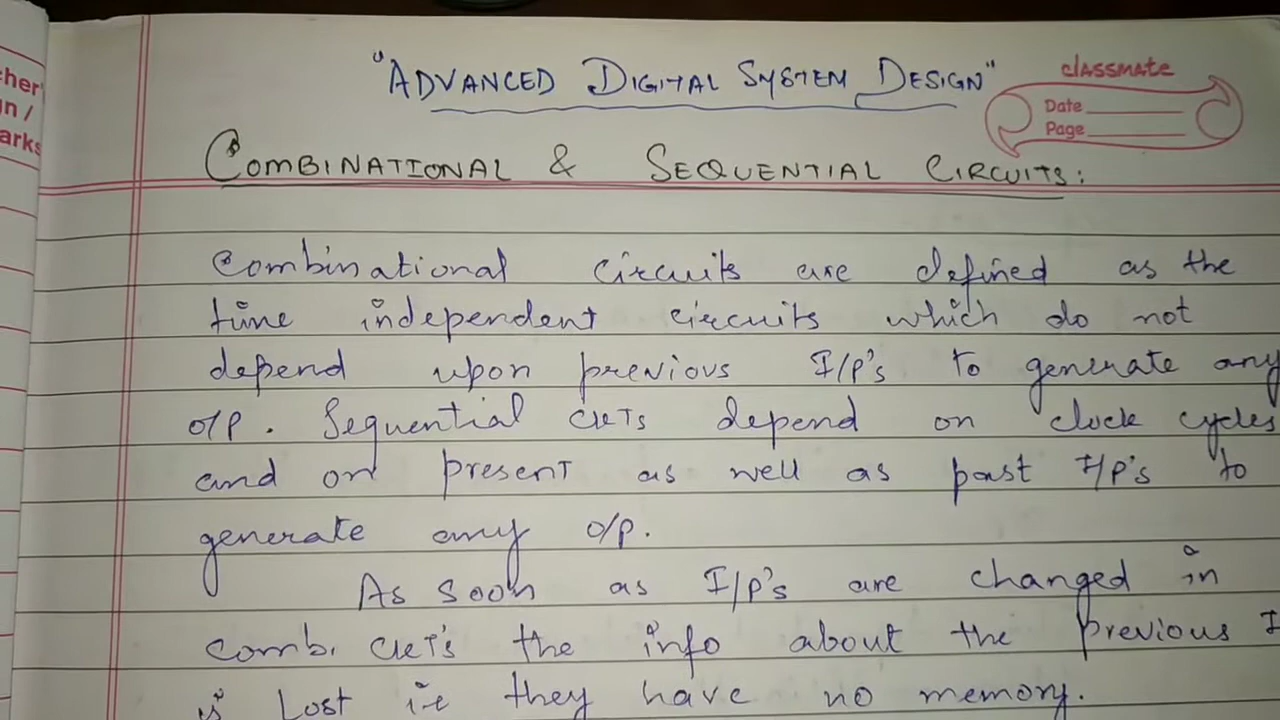 "ADVANCED DIGITAL SYSTEM DESIGN"
classmate
Date
Page
COMBINATIONAL & SEQUENTIAL CIRCUITS:
Combinational circuits are defined as the
time independent circuits which do not
depend upon previous I/P's to generate any
O/P. Sequential CKTs depend on clock cycles
and on present as well as past I/P's to
generate any O/P.
As soon as I/P's are changed in
comb. CKT's the info about the previous I
is Lost i.e they have no memory.